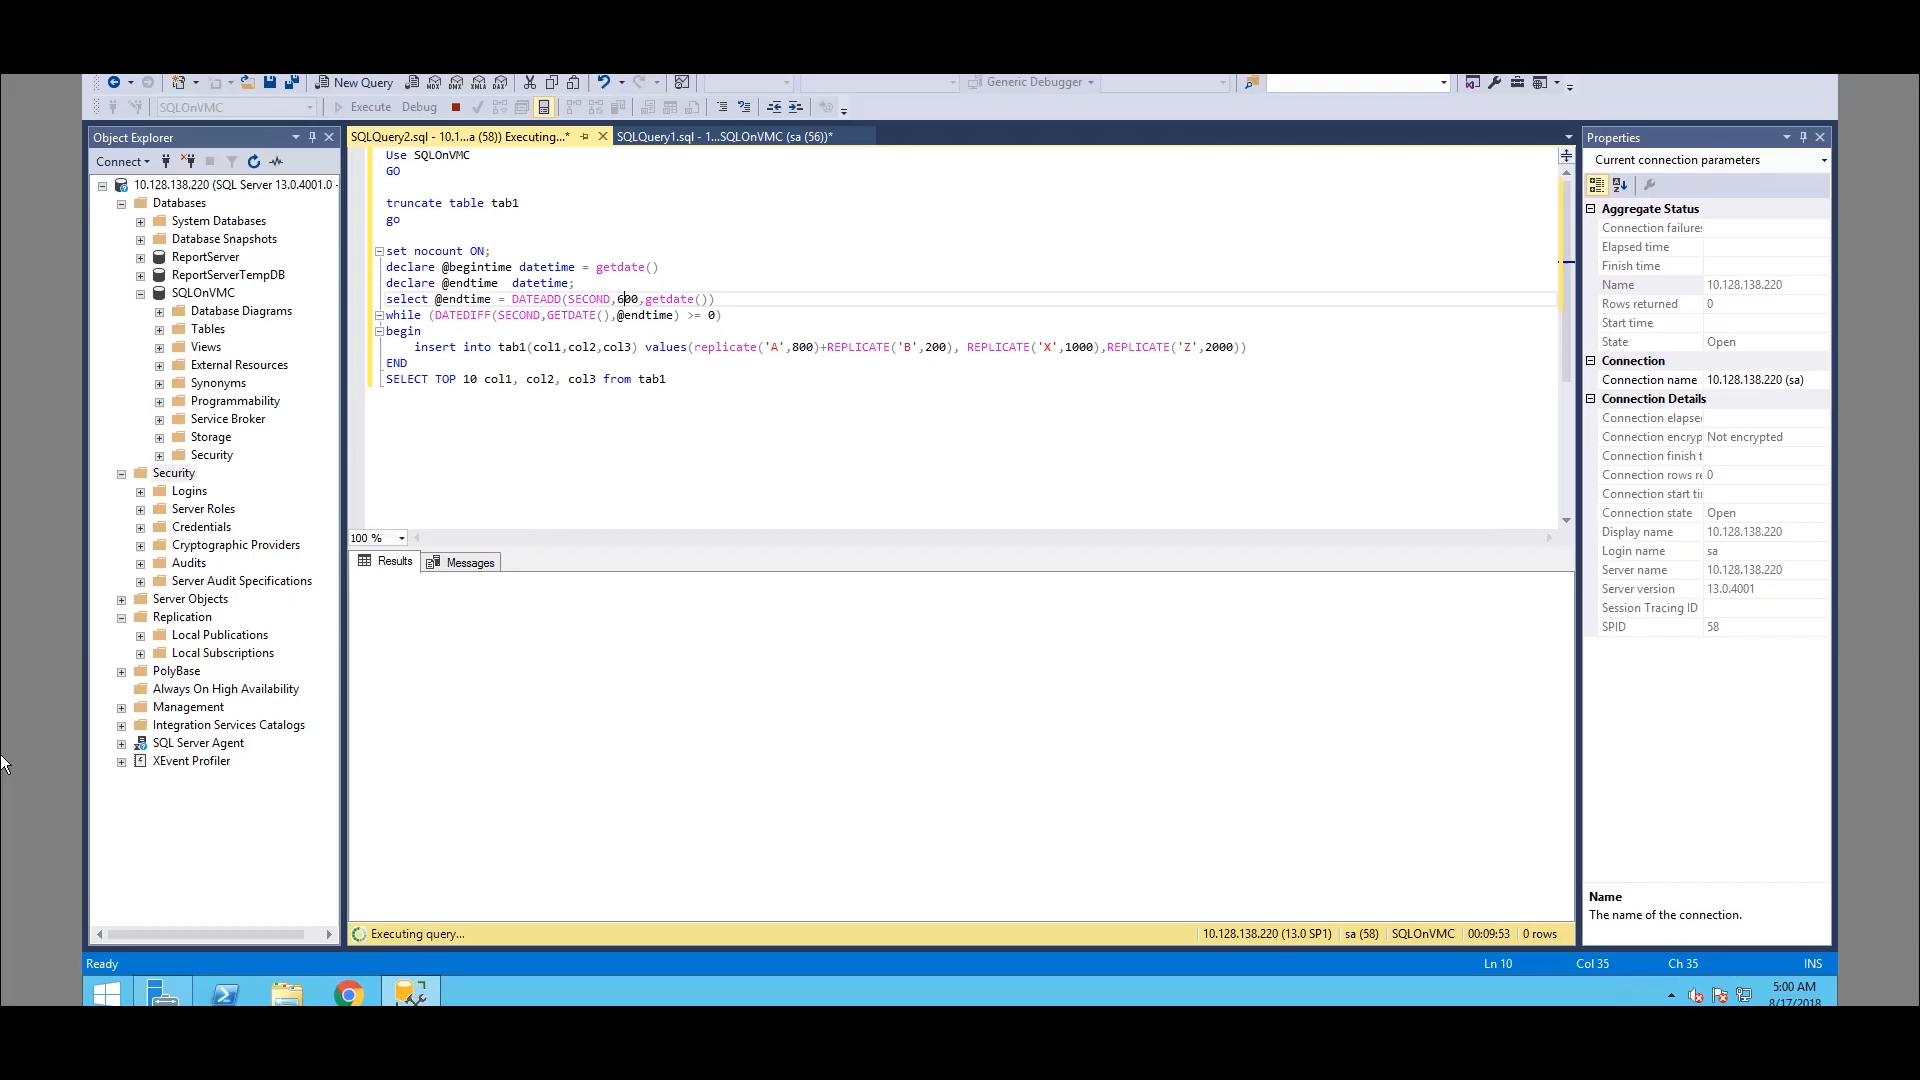 New Query
MDX
DMX
XMLA
DAX
Generic Debugger
SQLOnVMC
Execute
Debug
Object Explorer
Connect
10.128.138.220 (SQL Server 13.0.4001.0 -
Databases
System Databases
Database Snapshots
ReportServer
ReportServerTempDB
SQLOnVMC
Database Diagrams
Tables
Views
External Resources
Synonyms
Programmability
Service Broker
Storage
Security
Security
Logins
Server Roles
Credentials
Cryptographic Providers
Audits
Server Audit Specifications
Server Objects
Replication
Local Publications
Local Subscriptions
PolyBase
Always On High Availability
Management
Integration Services Catalogs
SQL Server Agent
XEvent Profiler
SQLQuery2.sql - 10.1...a (58)) Executing...*
SQLQuery1.sql - 1...SQLOnVMC (sa (56))*
Use SQLOnVMC
GO
truncate table tab1
go
set nocount ON;
declare @begintime datetime = getdate()
declare @endtime  datetime;
select @endtime = DATEADD(SECOND,600,getdate())
while (DATEDIFF(SECOND,GETDATE(),@endtime) >= 0)
begin
insert into tab1(col1,col2,col3) values(replicate('A',800)+REPLICATE('B',200), REPLICATE('X',1000),REPLICATE('Z',2000))
END
SELECT TOP 10 col1, col2, col3 from tab1
100 %
Results
Messages
Executing query...
10.128.138.220 (13.0 SP1)
sa (58)
SQLOnVMC
00:09:53
0 rows
Properties
Current connection parameters
Aggregate Status
Connection failures
Elapsed time
Finish time
Name 10.128.138.220
Rows returned 0
Start time
State Open
Connection
Connection name 10.128.138.220 (sa)
Connection Details
Connection elapse
Connection encryp Not encrypted
Connection finish t
Connection rows re 0
Connection start ti
Connection state Open
Display name 10.128.138.220
Login name sa
Server name 10.128.138.220
Server version 13.0.4001
Session Tracing ID
SPID 58
Name
The name of the connection.
Ready
Ln 10
Col 35
Ch 35
INS
5:00 AM
8/17/2018